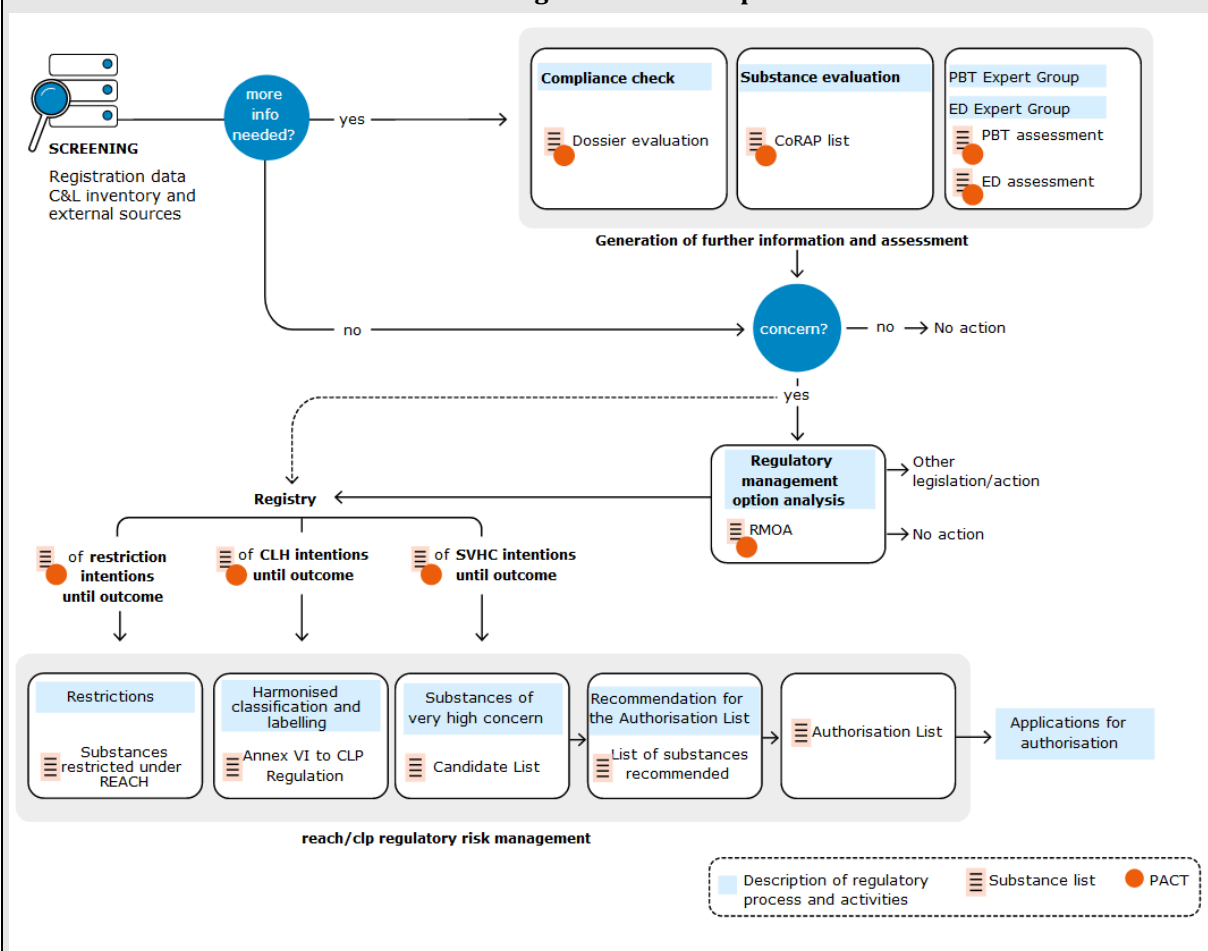 more
info
needed?
yes
SCREENING
Registration data
C&L inventory and
external sources
Compliance check
Dossier evaluation
Substance evaluation
CoRAP list
PBT Expert Group
ED Expert Group
PBT assessment
ED assessment
Generation of further information and assessment
no
concern?
no
No action
yes
Regulatory
management
option analysis
RMOA
Other
legislation/action
No action
Registry
of restriction
intentions
until outcome
of CLH intentions
until outcome
of SVHC intentions
until outcome
Restrictions
Substances
restricted under
REACH
Harmonised
classification and
labelling
Annex VI to CLP
Regulation
Substances of
very high concern
Candidate List
Recommendation for
the Authorisation List
List of substances
recommended
Authorisation List
Applications for
authorisation
reach/clp regulatory risk management
Description of regulatory
process and activities
Substance list
PACT